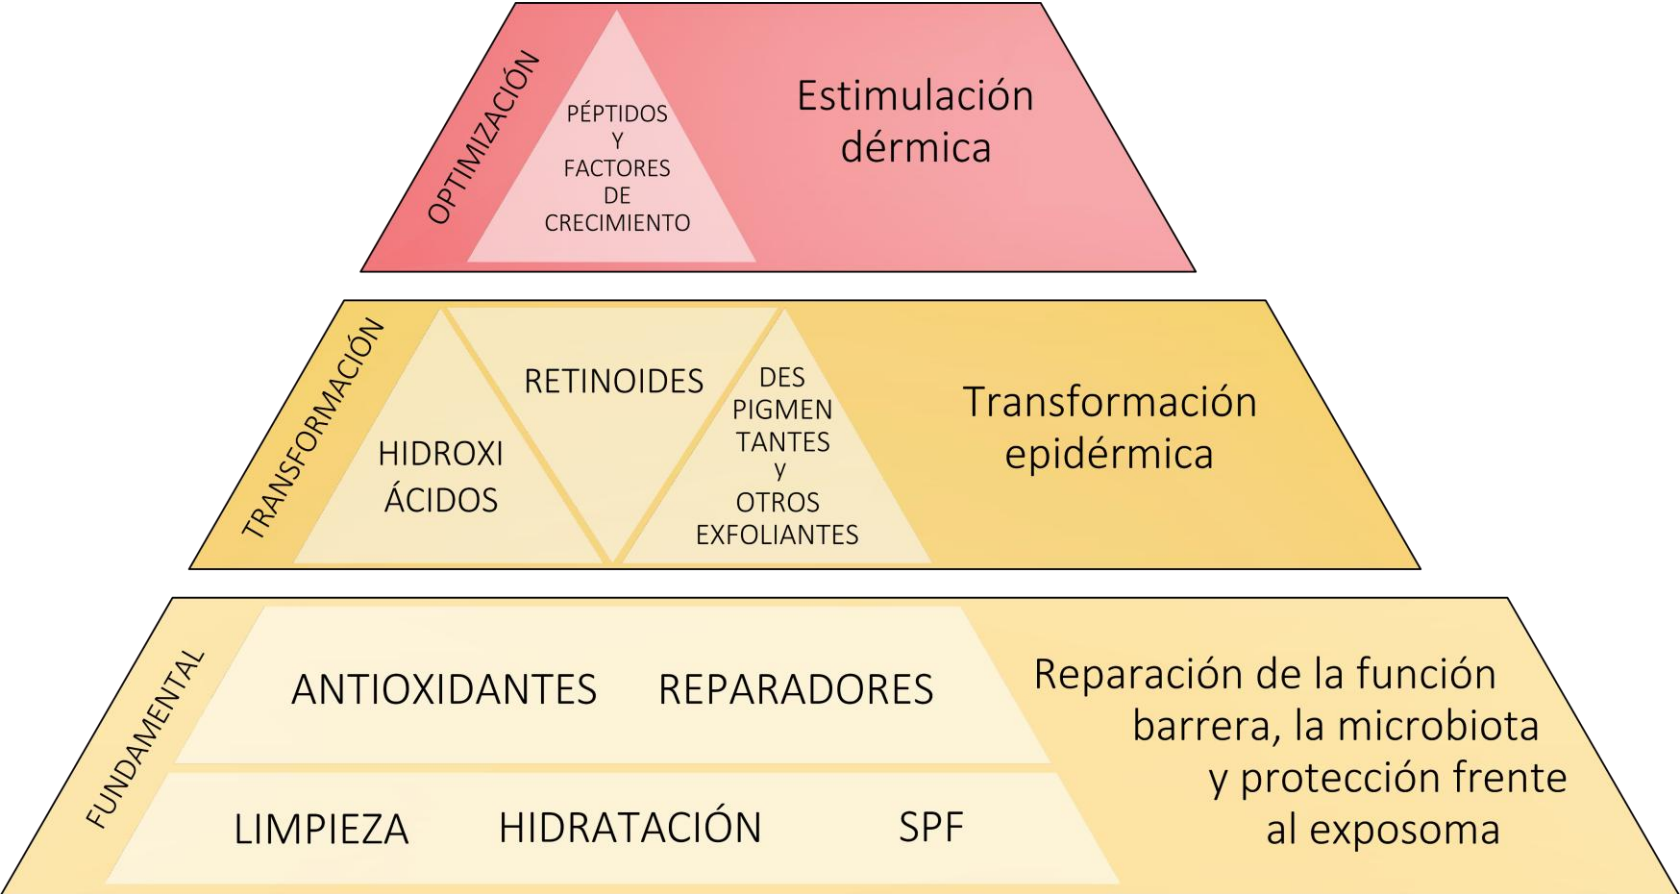 OPTIMIZACIÓN
PÉPTIDOS
Y
FACTORES
DE
CRECIMIENTO
Estimulación
dérmica
TRANSFORMACIÓN
HIDROXI
ÁCIDOS
RETINOIDES
DES
PIGMEN
TANTES
y
OTROS
EXFOLIANTES
Transformación
epidérmica
FUNDAMENTAL
ANTIOXIDANTES REPARADORES
LIMPIEZA HIDRATACIÓN SPF
Reparación de la función
barrera, la microbiota
y protección frente
al exposoma